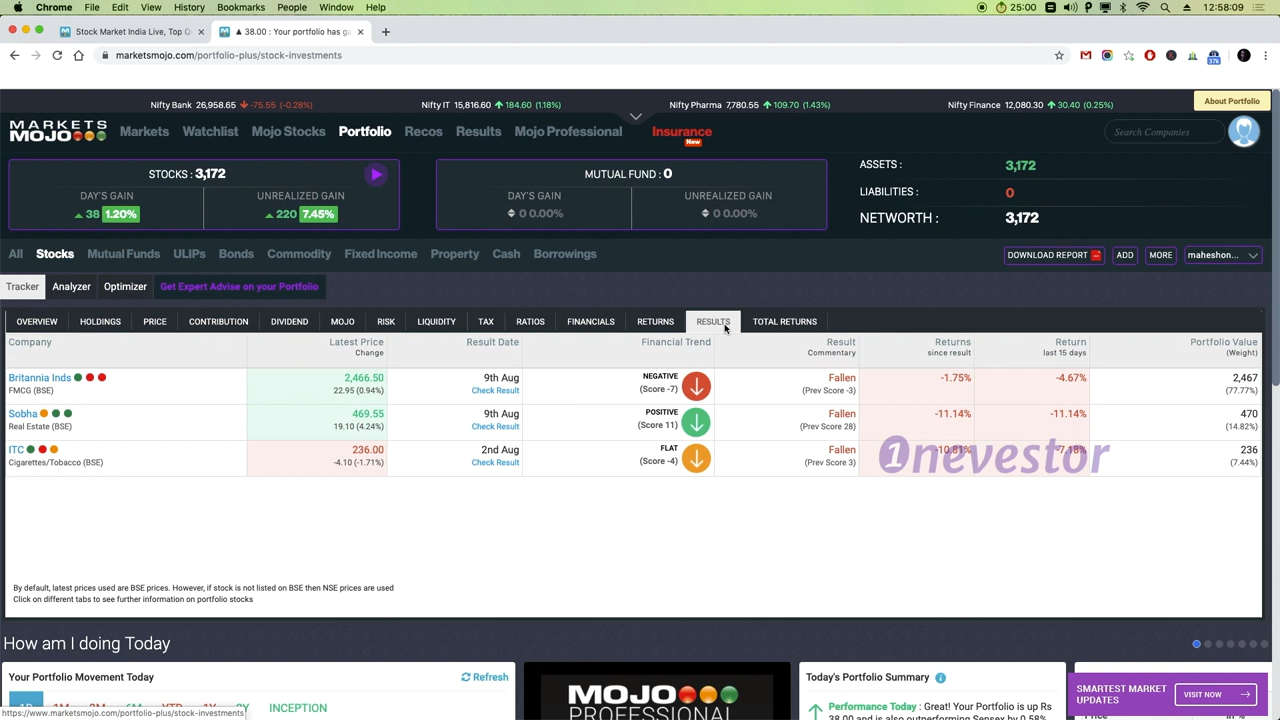 Chrome File Edit View History Bookmarks People Window Help 25:00 12:58:09
Stock Market India Live, Top Q ▲ 38.00 : Your portfolio has ga
marketsmojo.com/portfolio-plus/stock-investments
Nifty Bank 26,958.65 -75.55 (-0.28%) Nifty IT 15,816.60 184.60 (1.18%) Nifty Pharma 7,780.55 109.70 (1.43%) Nifty Finance 12,080.30 30.40 (0.25%) About Portfolio
MARKETS MOJO Markets Watchlist Mojo Stocks Portfolio Recos Results Mojo Professional Insurance Search Companies
New
STOCKS : 3,172 MUTUAL FUND : 0 ASSETS : 3,172
DAY'S GAIN UNREALIZED GAIN DAY'S GAIN UNREALIZED GAIN LIABILITIES : 0
38 1.20% 220 7.45% 0 0.00% 0 0.00% NETWORTH : 3,172
All Stocks Mutual Funds ULIPs Bonds Commodity Fixed Income Property Cash Borrowings DOWNLOAD REPORT ADD MORE maheshon...
Tracker Analyzer Optimizer Get Expert Advise on your Portfolio
OVERVIEW HOLDINGS PRICE CONTRIBUTION DIVIDEND MOJO RISK LIQUIDITY TAX RATIOS FINANCIALS RETURNS RESULTS TOTAL RETURNS
Company Latest Price Result Date Financial Trend Result Returns Return Portfolio Value
Change Commentary since result last 15 days (Weight)
Britannia Inds 2,466.50 9th Aug NEGATIVE Fallen -1.75% -4.67% 2,467
FMCG (BSE) 22.95 (0.94%) Check Result (Score -7) (Prev Score -3) (77.77%)
Sobha 469.55 9th Aug POSITIVE Fallen -11.14% -11.14% 470
Real Estate (BSE) 19.10 (4.24%) Check Result (Score 11) (Prev Score 28) (14.82%)
ITC 236.00 2nd Aug FLAT Fallen -10.81% -7.18% 236
Cigarettes/Tobacco (BSE) -4.10 (-1.71%) Check Result (Score -4) (Prev Score 3) (7.44%)
1nevestor
By default, latest prices used are BSE prices. However, if stock is not listed on BSE then NSE prices are used
Click on different tabs to see further information on portfolio stocks
How am I doing Today
Your Portfolio Movement Today Refresh Today's Portfolio Summary
MOJO PROFESSIONAL
INCEPTION
Performance Today : Great! Your Portfolio is up Rs
38.00 and is also outperforming Sensex by 0.58%
SMARTEST MARKET
UPDATES VISIT NOW
https://www.marketsmojo.com/portfolio-plus/stock-investments